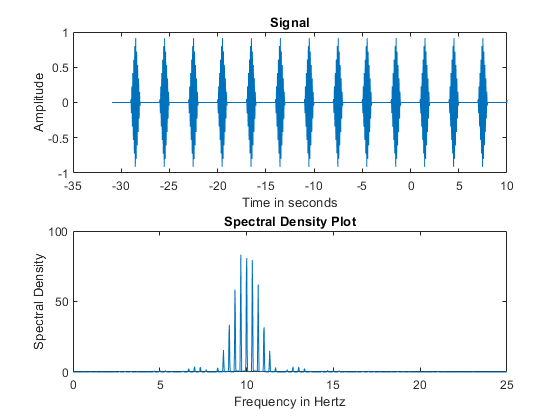 Signal
1
0.5
0
-0.5
-1
Amplitude
-35 -30 -25 -20 -15 -10 -5 0 5 10
Time in seconds
Spectral Density Plot
100
50
0
Spectral Density
0 5 10 15 20 25
Frequency in Hertz